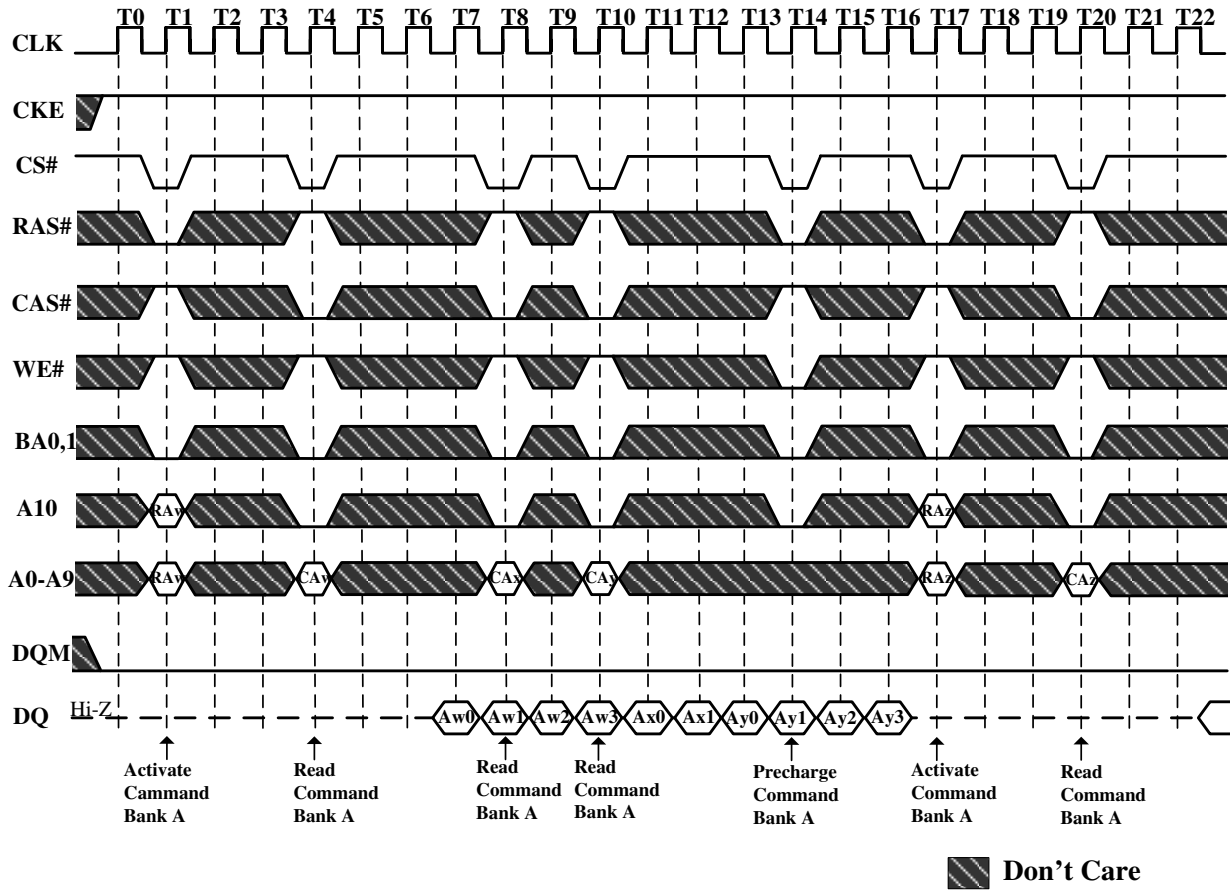 T0 T1 T2 T3 T4 T5 T6 T7 T8 T9 T10 T11 T12 T13 T14 T15 T16 T17 T18 T19 T20 T21 T22
CLK
CKE
CS#
RAS#
CAS#
WE#
BA0,1
A10 RAw RAz
A0-A9 RAw CAw CAx CAy RAz CAz
DQM
DQ Hi-Z Aw0 Aw1 Aw2 Aw3 Ax0 Ax1 Ay0 Ay1 Ay2 Ay3
Activate
Cammand
Bank A
Read
Command
Bank A
Read
Command
Bank A
Read
Command
Bank A
Precharge
Command
Bank A
Activate
Command
Bank A
Read
Command
Bank A
Don't Care